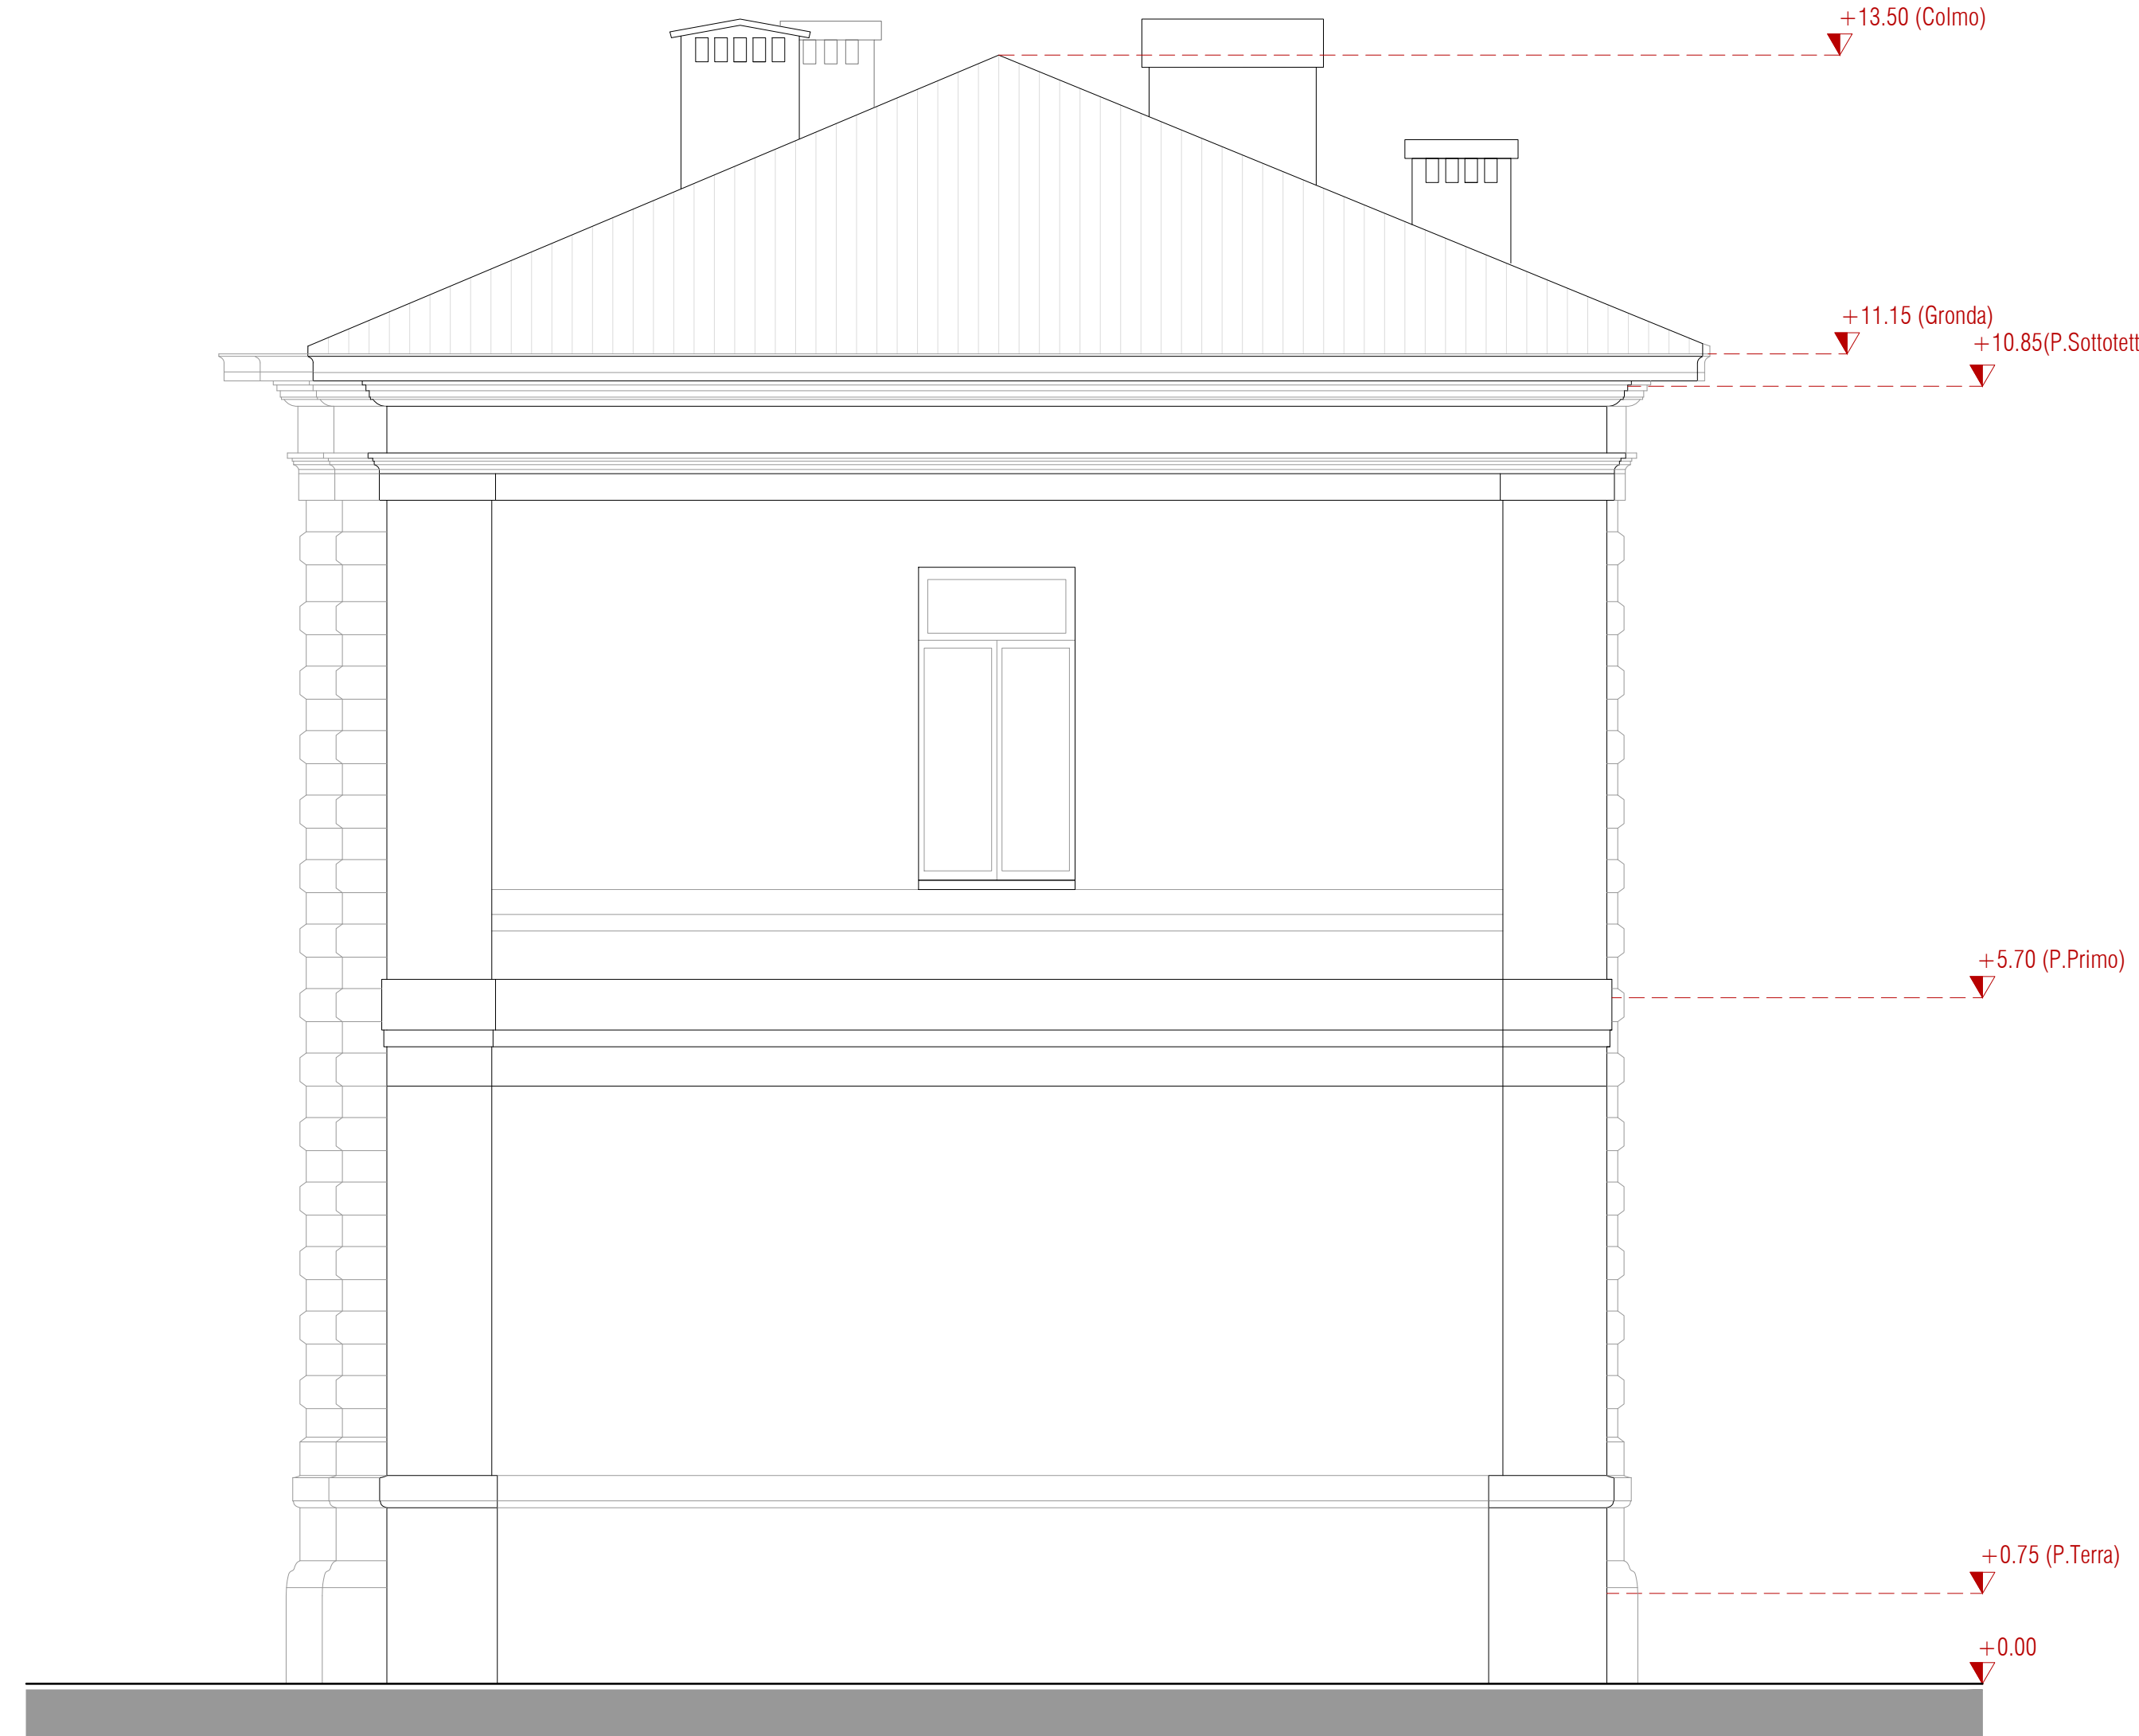 +13.50 (Colmo)
+11.15 (Gronda)
+10.85(P.Sottotett
+5.70 (P.Primo)
+0.75 (P.Terra)
+0.00